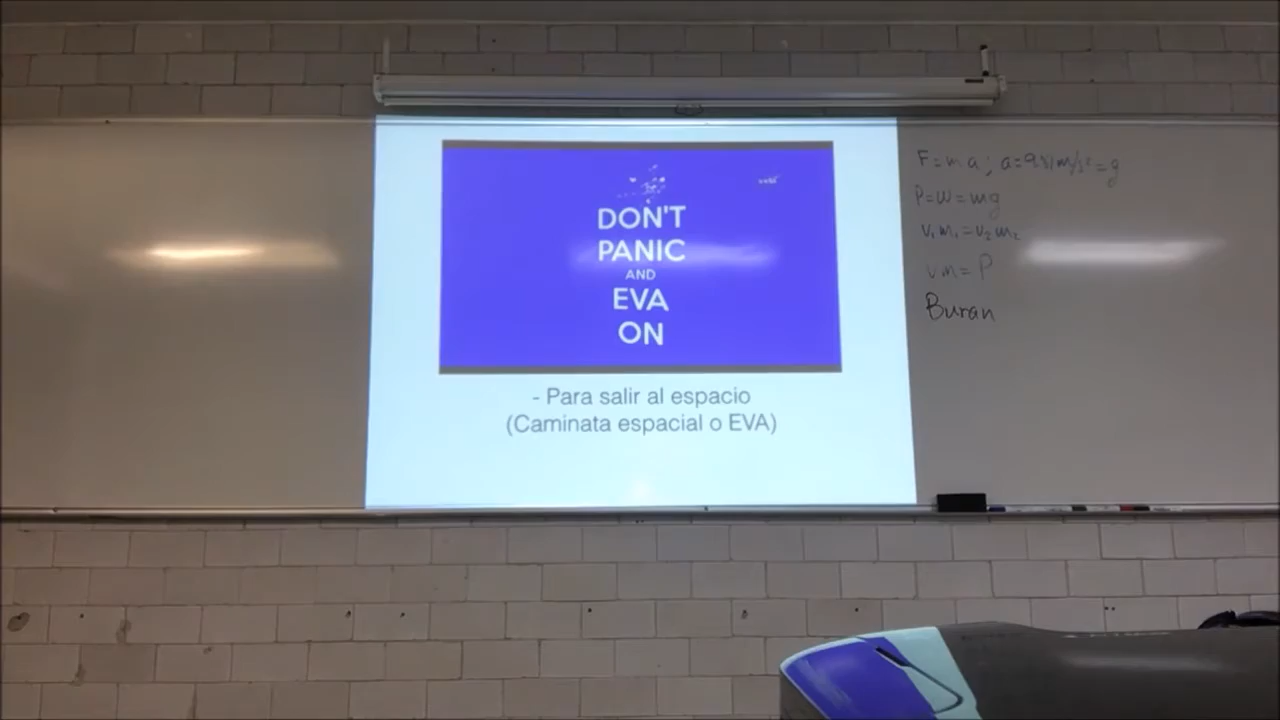 DON'T
PANIC
AND
EVA
ON
- Para salir al espacio
(Caminata espacial o EVA)
F=ma; a=9.81m/s²=g
P=W=mg
v₁m₁=v₂m₂
vm=P
Buran